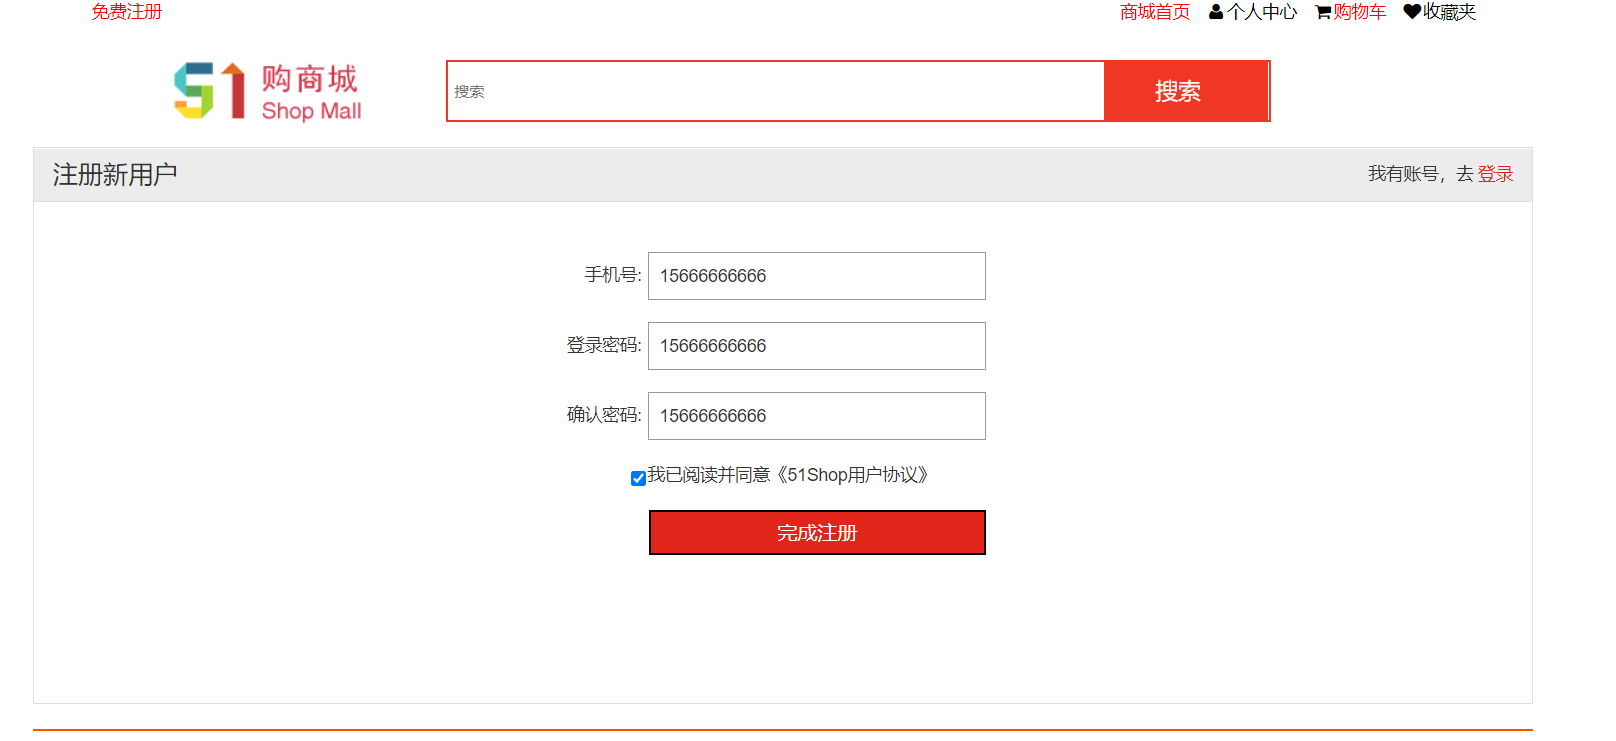 免费注册
商城首页 个人中心 购物车 收藏夹
51 购商城
Shop Mall
搜索
搜索
注册新用户
我有账号，去 登录
手机号: 15666666666
登录密码: 15666666666
确认密码: 15666666666
我已阅读并同意《51Shop用户协议》
完成注册